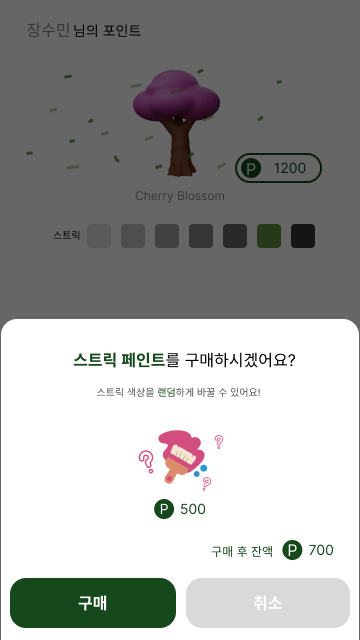 장수민 님의 포인트
P 1200
Cherry Blossom
스트릭
스트릭 페인트를 구매하시겠어요?
스트릭 색상을 랜덤하게 바꿀 수 있어요!
P 500
구매 후 잔액 P 700
구매 취소